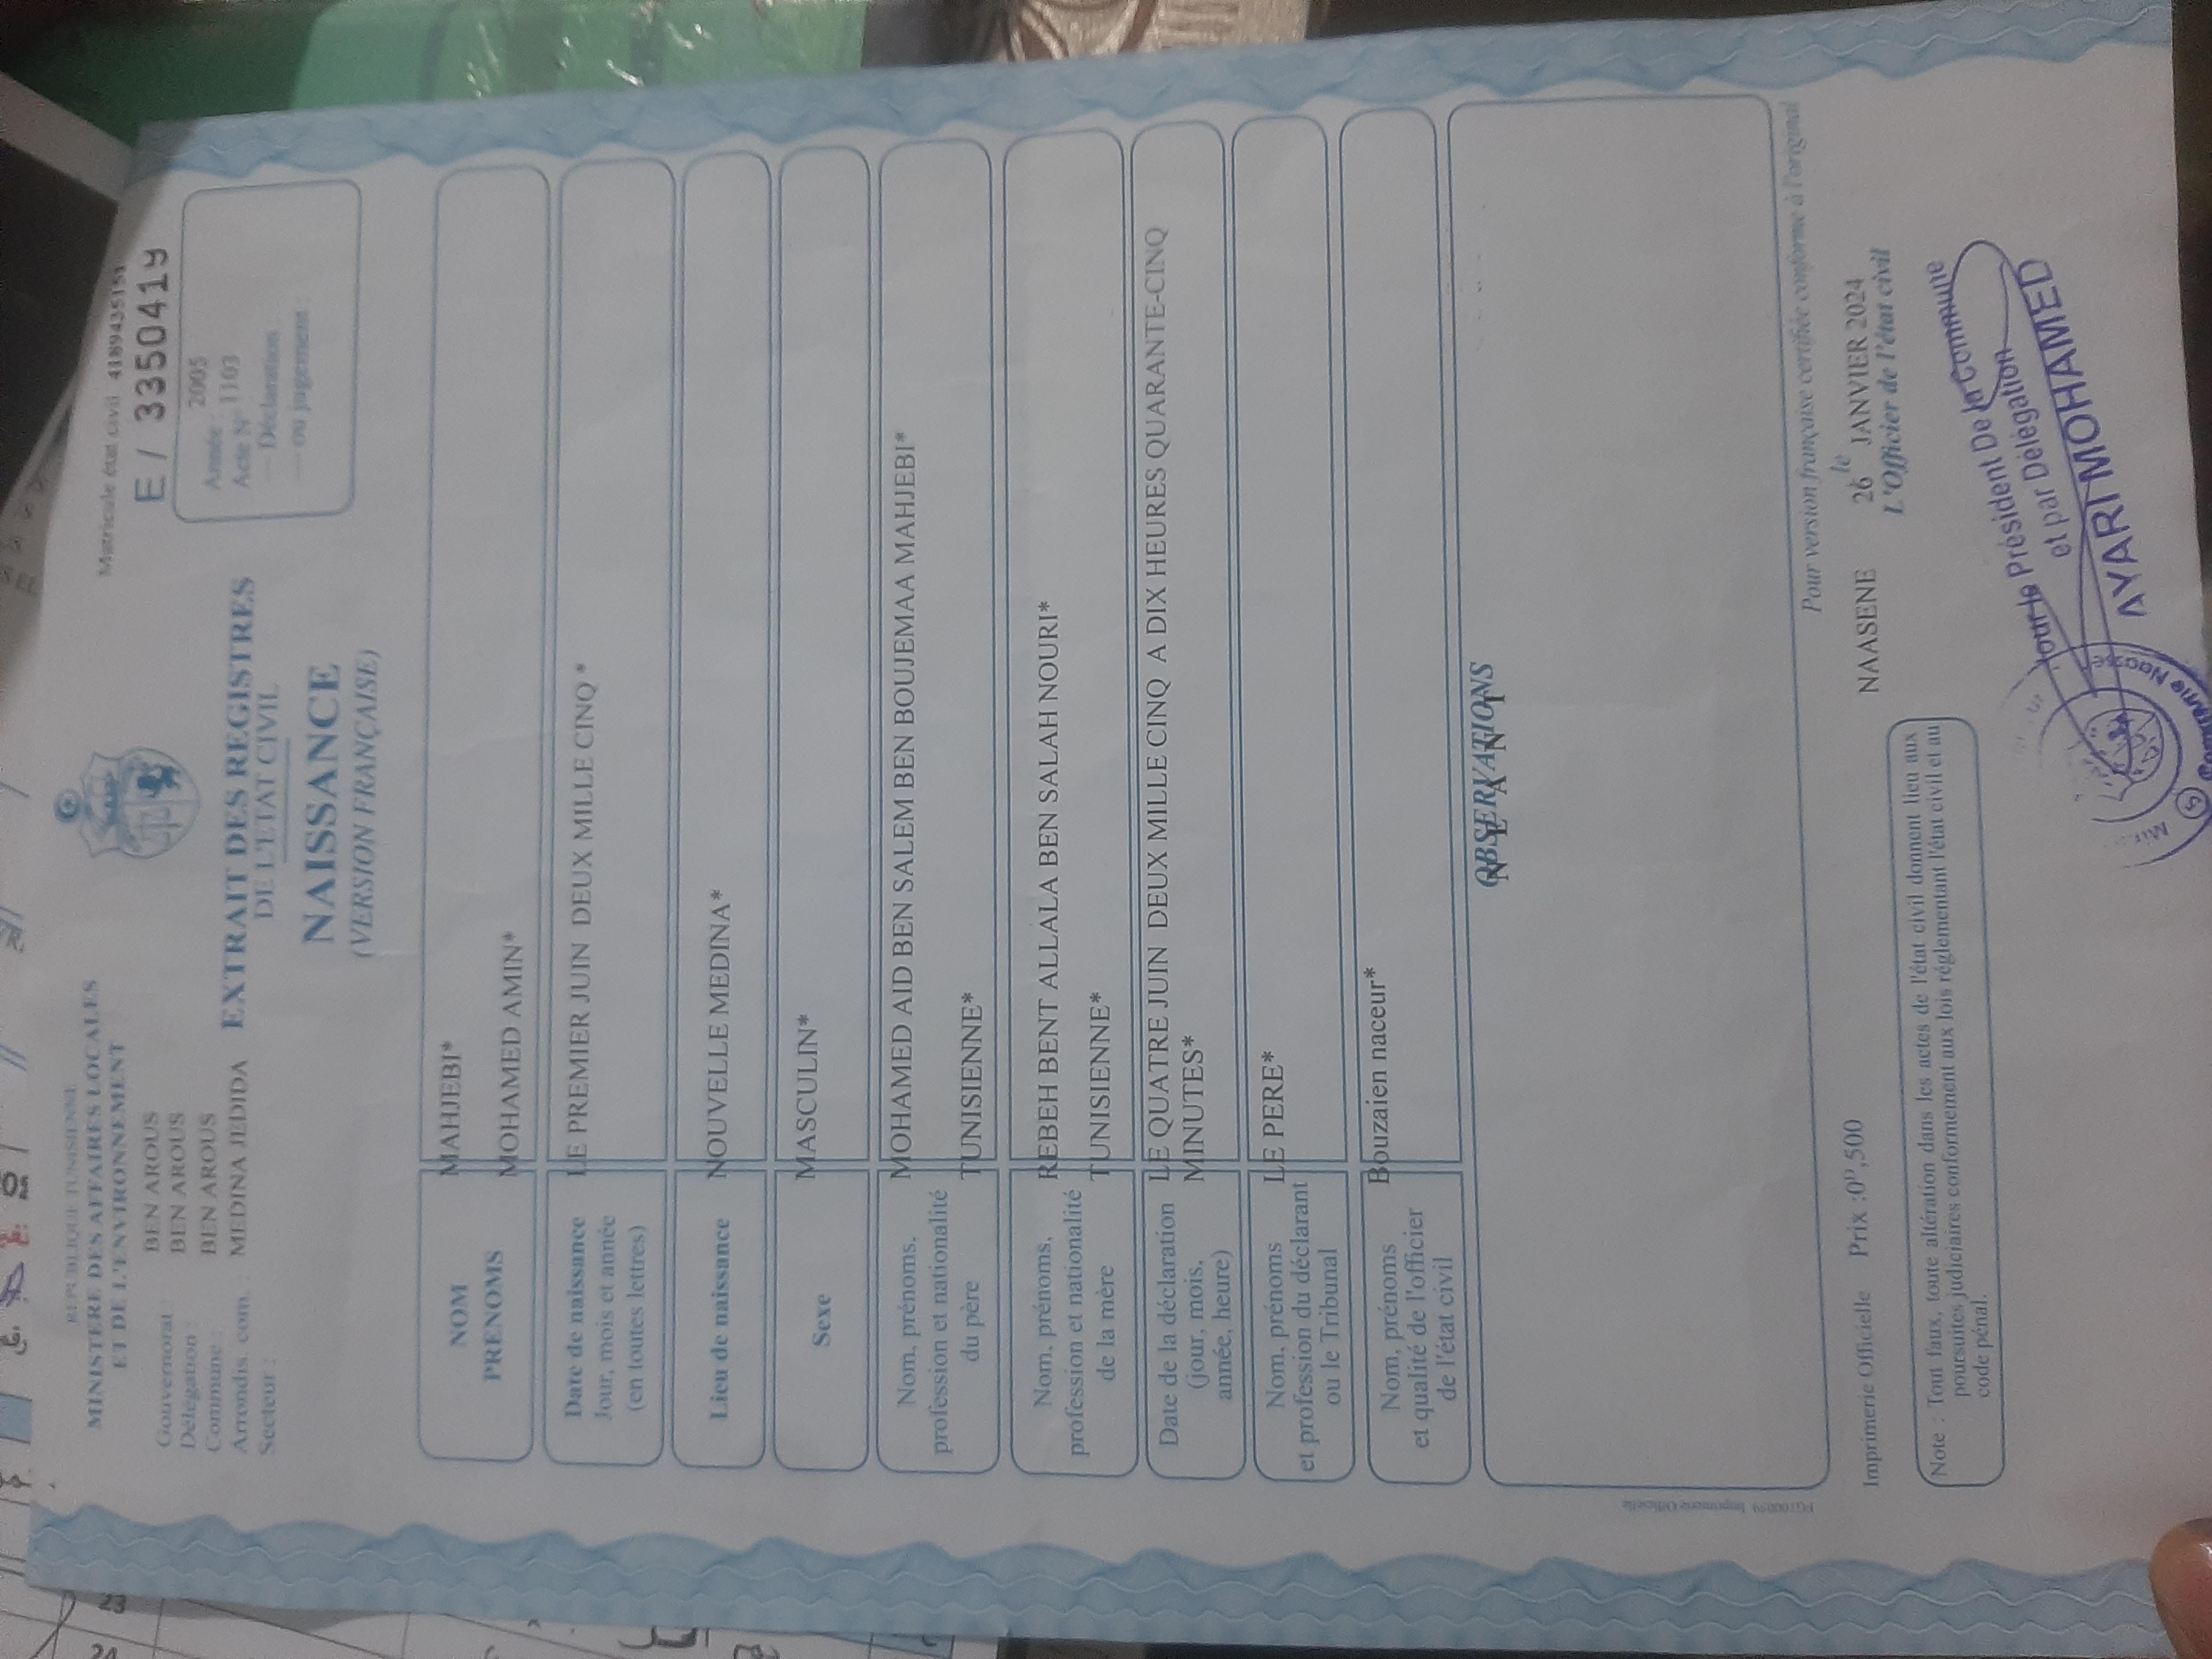 REPUBLIQUE TUNISIENNE
MINISTERE DES AFFAIRES LOCALES
ET DE L'ENVIRONNEMENT
Gouvernorat : BEN AROUS
Délégation : BEN AROUS
Commune : BEN AROUS
Arrondis. com. : MEDINA JEDIDA
Secteur :
EXTRAIT DES REGISTRES
DE L'ETAT CIVIL
NAISSANCE
(VERSION FRANÇAISE)
Matricule état civil 4189435151
E / 3350419
Année : 2005
Acte N° 1103
— Déclaration :
— ou jugement :
NOM
PRENOMS
MAHJEBI*
MOHAMED AMIN*
Date de naissance
Jour, mois et année
(en toutes lettres)
LE PREMIER JUIN DEUX MILLE CINQ *
Lieu de naissance
NOUVELLE MEDINA*
Sexe
MASCULIN*
Nom, prénoms,
profession et nationalité
du père
MOHAMED AID BEN SALEM BEN BOUJEMAA MAHJEBI*
TUNISIENNE*
Nom, prénoms,
profession et nationalité
de la mère
REBEH BENT ALLALA BEN SALAH NOURI*
TUNISIENNE*
Date de la déclaration
(jour, mois,
année, heure)
LE QUATRE JUIN DEUX MILLE CINQ A DIX HEURES QUARANTE-CINQ
MINUTES*
Nom, prénoms
et profession du déclarant
ou le Tribunal
LE PERE*
Nom, prénoms
et qualité de l'officier
de l'état civil
Bouzaien naceur*
OBSERVATIONS
N E A N T
Pour version française certifiée conforme à l'original
Imprimerie Officielle Prix :0ᴰ,500
NAASENE le 26 JANVIER 2024
L'Officier de l'état civil
Note : Tout faux, toute altération dans les actes de l'état civil donnent lieu aux
poursuites judiciaires conformement aux lois réglementant l'état civil et au
code pénal.
Pour le Président De la Commune
et par Délégation
AYARI MOHAMED